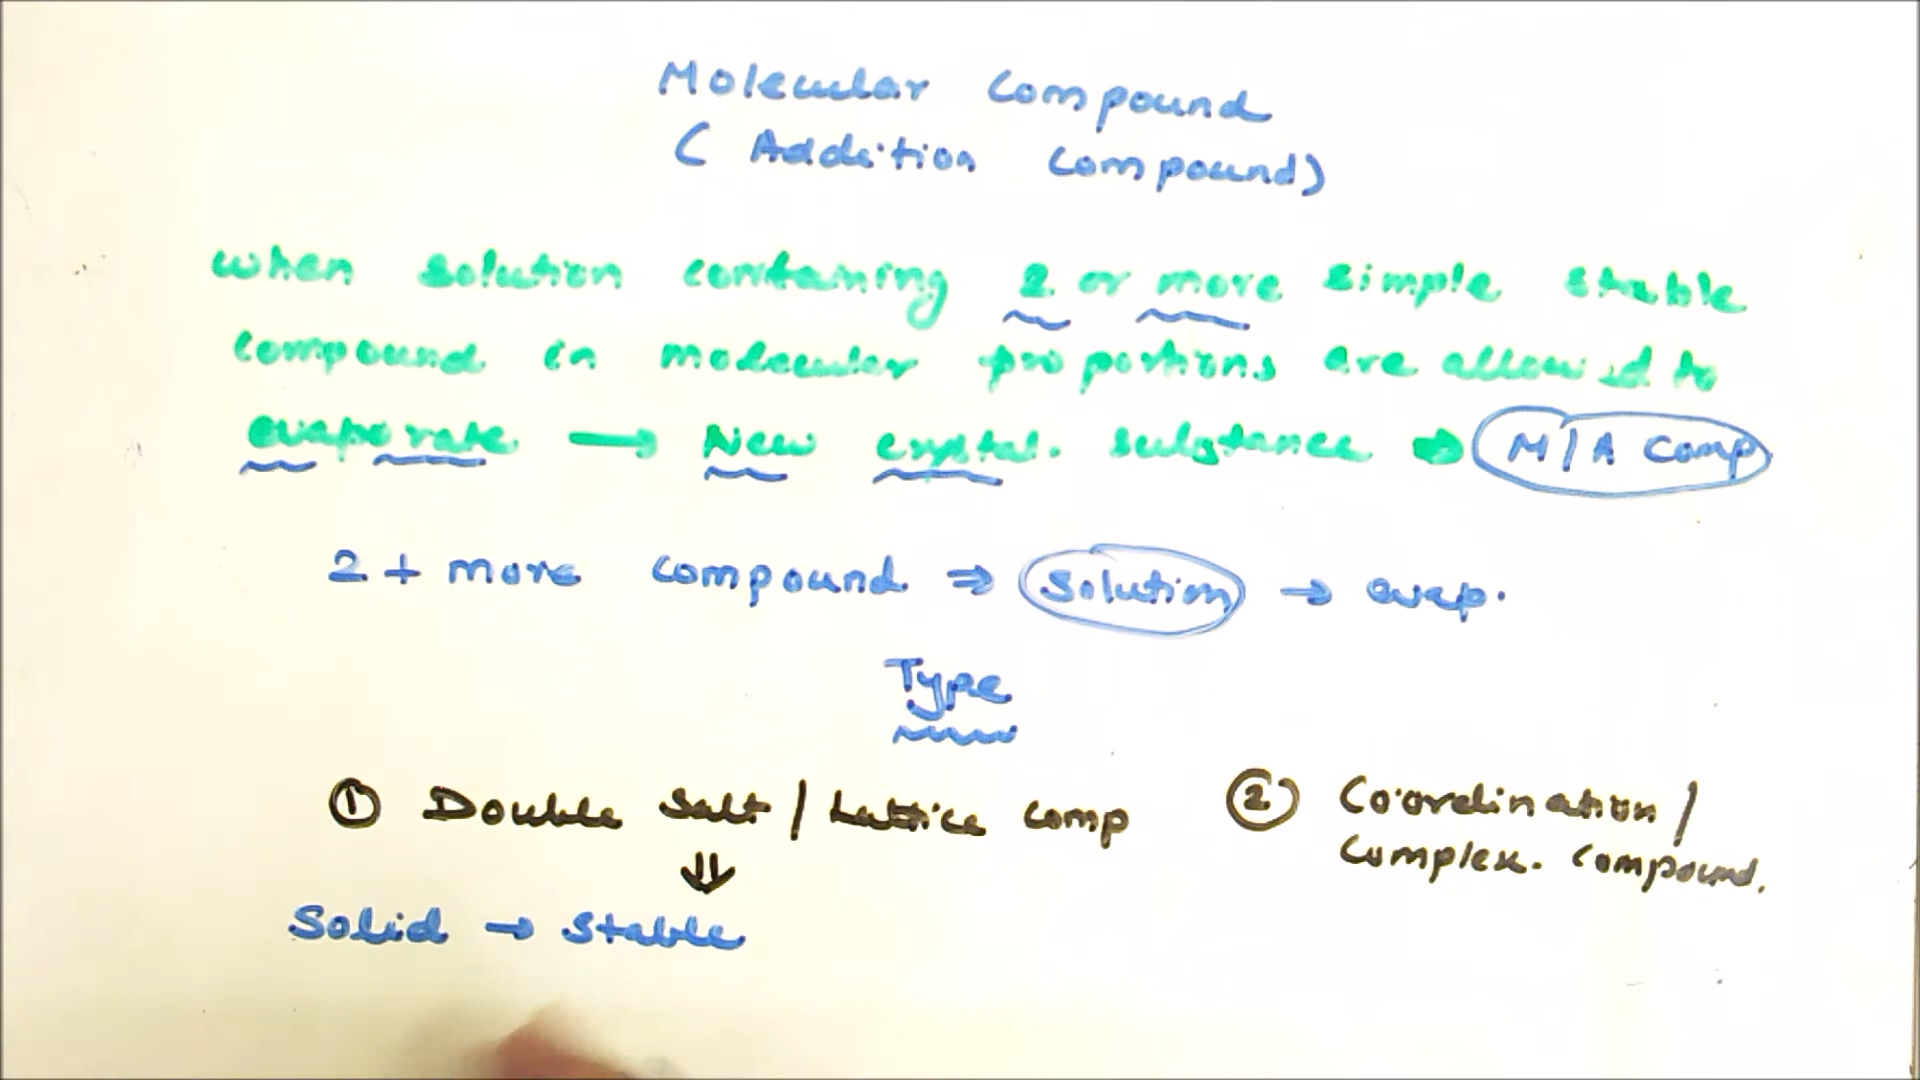 Molecular Compound
( Addition Compound)
when solution containing 2 or more simple stable
compound in molecular proportions are allowed to
evaporate → New crystal. substance → M/A Comp
2 + more compound ⇒ Solution → evap.
Type
① Double Salt / Lattice comp
② Coordination /
Complex. Compound.
⇓
Solid → Stable